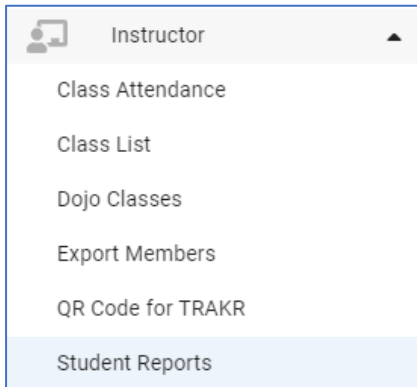 Instructor
Class Attendance
Class List
Dojo Classes
Export Members
QR Code for TRAKR
Student Reports